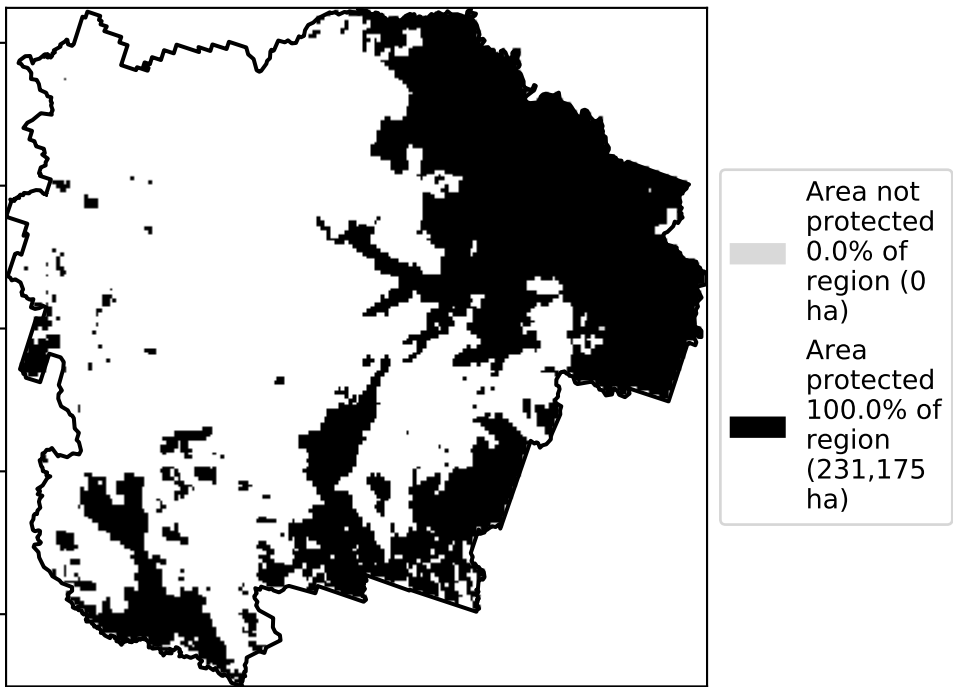 Area not
protected
0.0% of
region (0
ha)
Area
protected
100.0% of
region
(231,175
ha)